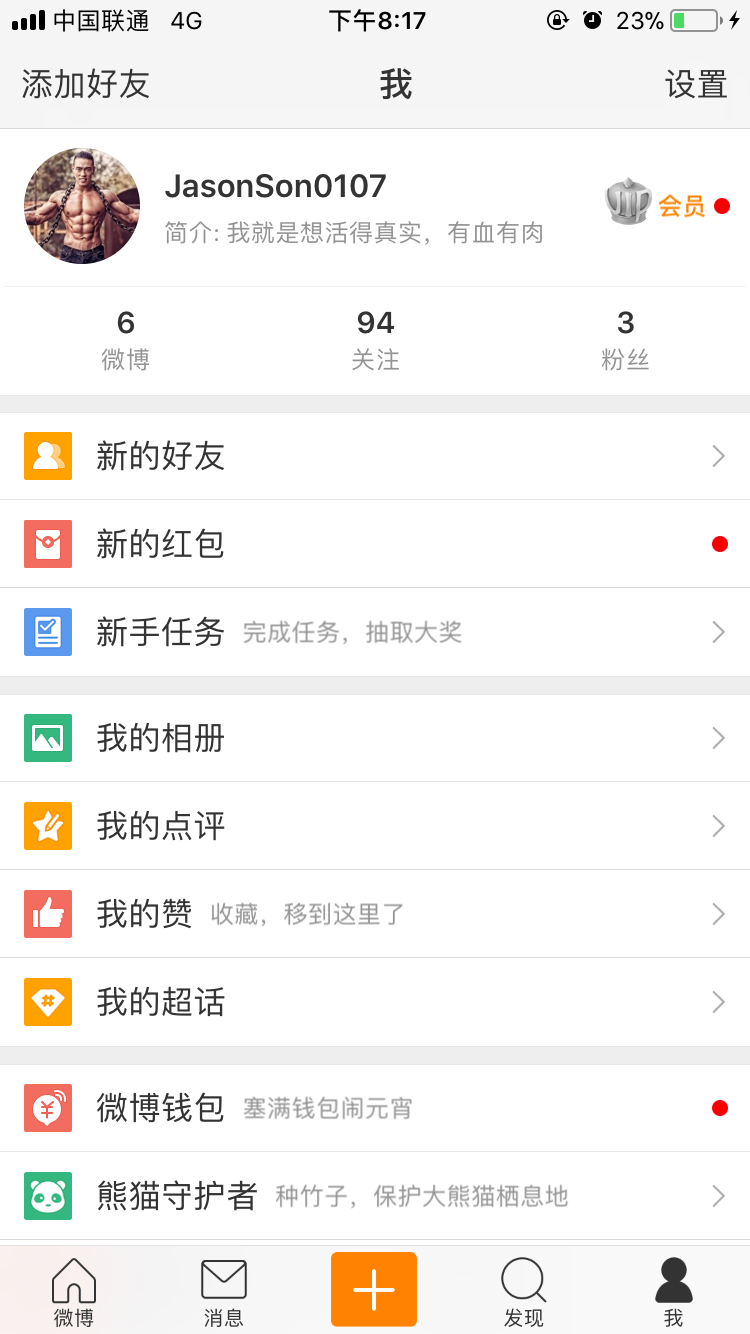 中国联通 4G 下午8:17 23%
添加好友 我 设置
JasonSon0107
会员
简介: 我就是想活得真实，有血有肉
6 94 3
微博 关注 粉丝
新的好友
新的红包
新手任务 完成任务，抽取大奖
我的相册
我的点评
我的赞 收藏，移到这里了
我的超话
微博钱包 塞满钱包闹元宵
熊猫守护者 种竹子，保护大熊猫栖息地
微博 消息 发现 我